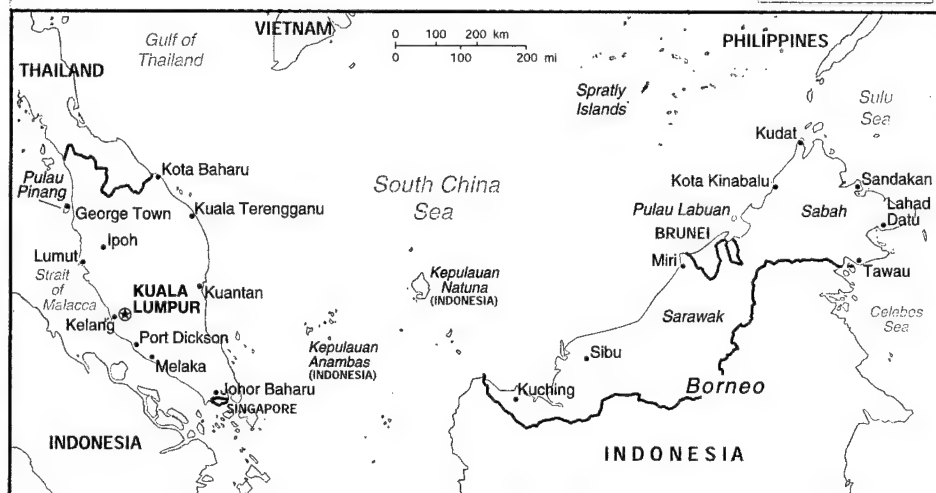 VIETNAM
Gulf of
Thailand
0 100 200 km
0 100 200 mi
PHILIPPINES
THAILAND
Spratly
Islands
Sulu
Sea
Kudat
Kota Baharu
Pulau
Pinang
South China
Sea
Kota Kinabalu
Sandakan
George Town
Kuala Terengganu
Pulau Labuan
Sabah
Lahad
Datu
BRUNEI
Ipoh
Lumut
Miri
Tawau
Strait
of
Malacca
Kepulauan
Natuna
(INDONESIA)
KUALA
LUMPUR
Kuantan
Celebes
Sea
Kelang
Sarawak
Port Dickson
Melaka
Kepulauan
Anambas
(INDONESIA)
Sibu
Johor Baharu
SINGAPORE
Kuching
Borneo
INDONESIA
INDONESIA